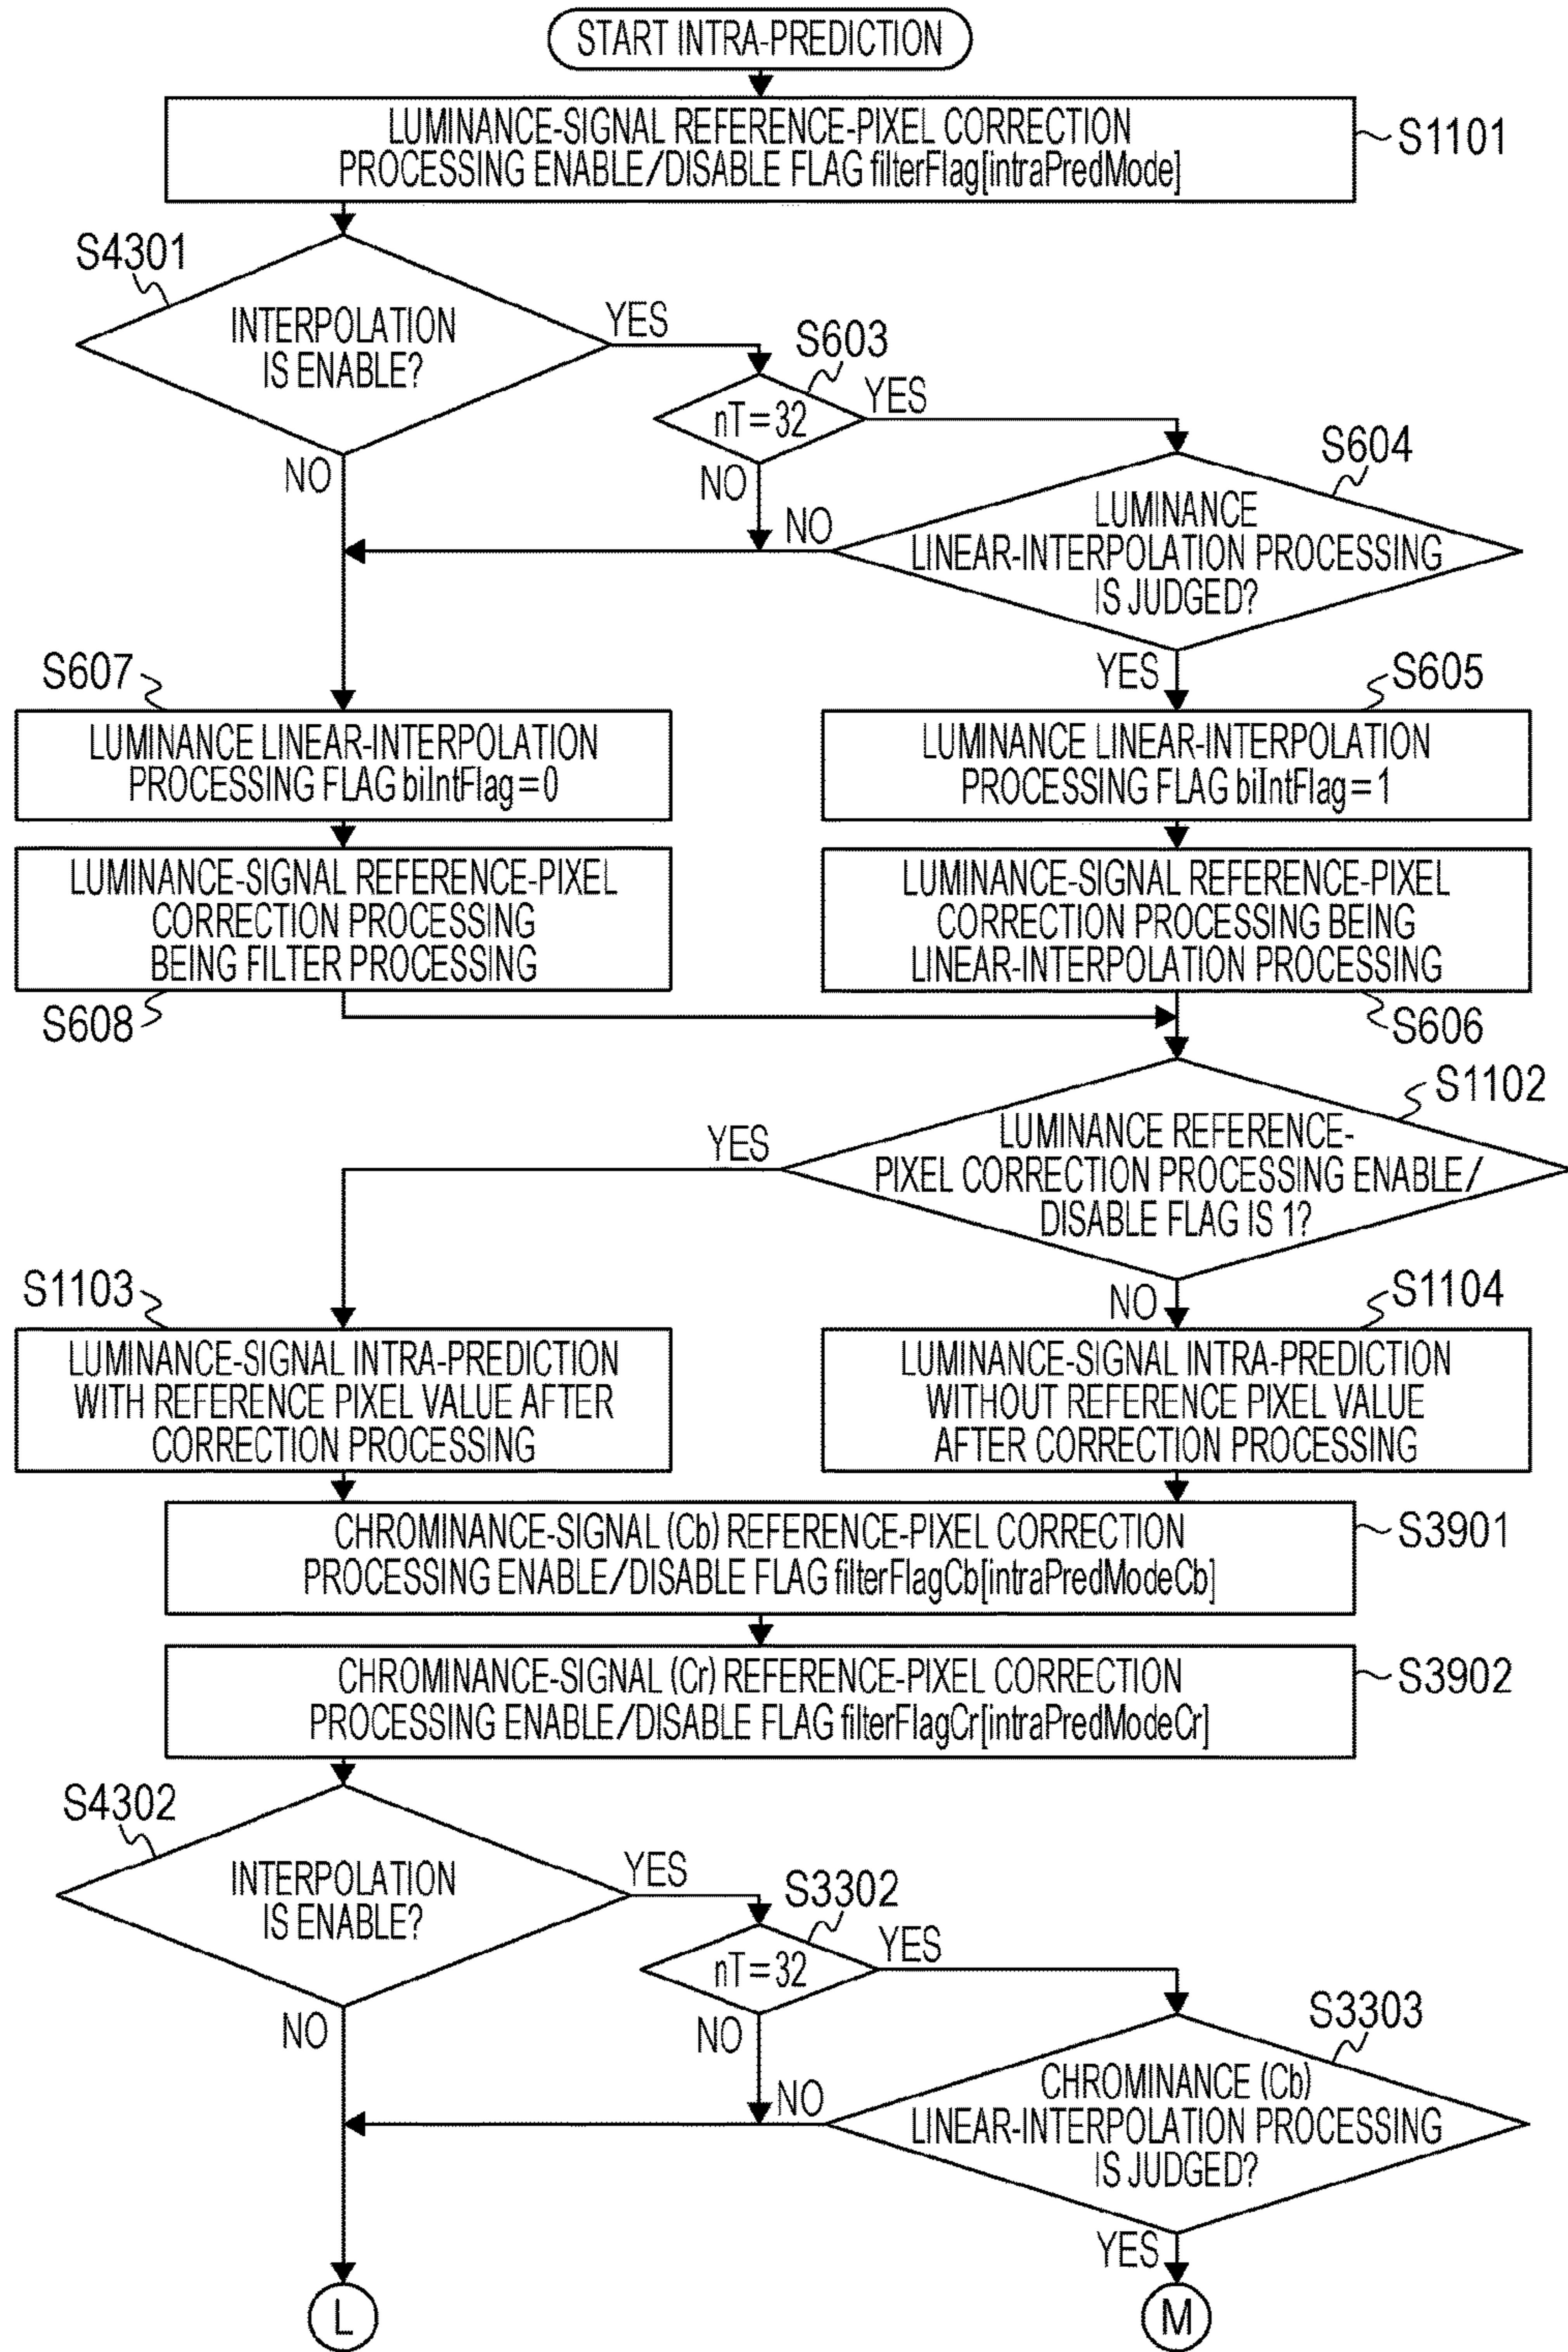 START INTRA-PREDICTION
LUMINANCE-SIGNAL REFERENCE-PIXEL CORRECTION
PROCESSING ENABLE/DISABLE FLAG filterFlag[intraPredMode]
S1101
S4301
INTERPOLATION
IS ENABLE?
YES
NO
S603
nT=32
YES
NO
S604
LUMINANCE
LINEAR-INTERPOLATION PROCESSING
IS JUDGED?
NO
YES
S607
LUMINANCE LINEAR-INTERPOLATION
PROCESSING FLAG biIntFlag=0
S605
LUMINANCE LINEAR-INTERPOLATION
PROCESSING FLAG biIntFlag=1
LUMINANCE-SIGNAL REFERENCE-PIXEL
CORRECTION PROCESSING
BEING FILTER PROCESSING
S608
LUMINANCE-SIGNAL REFERENCE-PIXEL
CORRECTION PROCESSING BEING
LINEAR-INTERPOLATION PROCESSING
S606
S1102
LUMINANCE REFERENCE-
PIXEL CORRECTION PROCESSING ENABLE/
DISABLE FLAG IS 1?
YES
NO
S1103
LUMINANCE-SIGNAL INTRA-PREDICTION
WITH REFERENCE PIXEL VALUE AFTER
CORRECTION PROCESSING
S1104
LUMINANCE-SIGNAL INTRA-PREDICTION
WITHOUT REFERENCE PIXEL VALUE
AFTER CORRECTION PROCESSING
CHROMINANCE-SIGNAL (Cb) REFERENCE-PIXEL CORRECTION
PROCESSING ENABLE/DISABLE FLAG filterFlagCb[intraPredModeCb]
S3901
CHROMINANCE-SIGNAL (Cr) REFERENCE-PIXEL CORRECTION
PROCESSING ENABLE/DISABLE FLAG filterFlagCr[intraPredModeCr]
S3902
S4302
INTERPOLATION
IS ENABLE?
YES
NO
S3302
nT=32
YES
NO
S3303
CHROMINANCE (Cb)
LINEAR-INTERPOLATION PROCESSING
IS JUDGED?
NO
YES
L
M